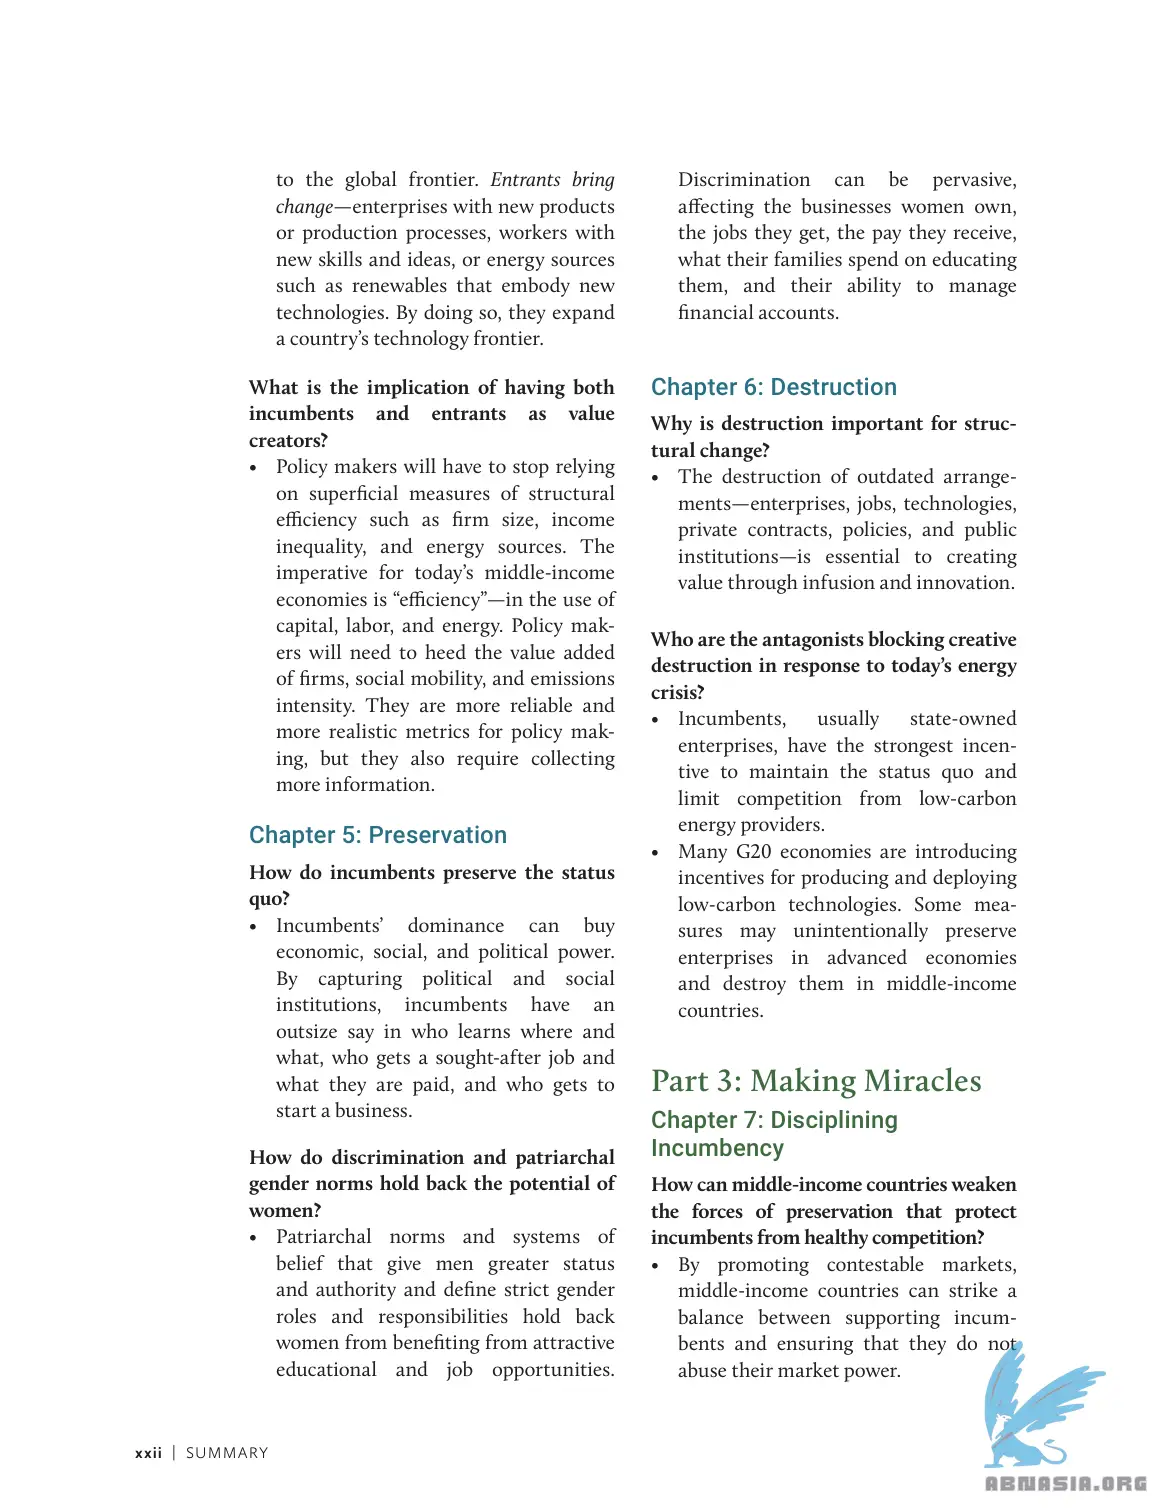 to the global frontier. Entrants bring
change—enterprises with new products
or production processes, workers with
new skills and ideas, or energy sources
such as renewables that embody new
technologies. By doing so, they expand
a country’s technology frontier.
What is the implication of having both
incumbents and entrants as value
creators?
• Policy makers will have to stop relying
on superficial measures of structural
efficiency such as firm size, income
inequality, and energy sources. The
imperative for today’s middle-income
economies is “efficiency”—in the use of
capital, labor, and energy. Policy mak-
ers will need to heed the value added
of firms, social mobility, and emissions
intensity. They are more reliable and
more realistic metrics for policy mak-
ing, but they also require collecting
more information.
Chapter 5: Preservation
How do incumbents preserve the status
quo?
• Incumbents’ dominance can buy
economic, social, and political power.
By capturing political and social
institutions, incumbents have an
outsize say in who learns where and
what, who gets a sought-after job and
what they are paid, and who gets to
start a business.
How do discrimination and patriarchal
gender norms hold back the potential of
women?
• Patriarchal norms and systems of
belief that give men greater status
and authority and define strict gender
roles and responsibilities hold back
women from benefiting from attractive
educational and job opportunities.
Discrimination can be pervasive,
affecting the businesses women own,
the jobs they get, the pay they receive,
what their families spend on educating
them, and their ability to manage
financial accounts.
Chapter 6: Destruction
Why is destruction important for struc-
tural change?
• The destruction of outdated arrange-
ments—enterprises, jobs, technologies,
private contracts, policies, and public
institutions—is essential to creating
value through infusion and innovation.
Who are the antagonists blocking creative
destruction in response to today’s energy
crisis?
• Incumbents, usually state-owned
enterprises, have the strongest incen-
tive to maintain the status quo and
limit competition from low-carbon
energy providers.
• Many G20 economies are introducing
incentives for producing and deploying
low-carbon technologies. Some mea-
sures may unintentionally preserve
enterprises in advanced economies
and destroy them in middle-income
countries.
Part 3: Making Miracles
Chapter 7: Disciplining
Incumbency
How can middle-income countries weaken
the forces of preservation that protect
incumbents from healthy competition?
• By promoting contestable markets,
middle-income countries can strike a
balance between supporting incum-
bents and ensuring that they do not
abuse their market power.
xxii | SUMMARY
ABNASIA.ORG